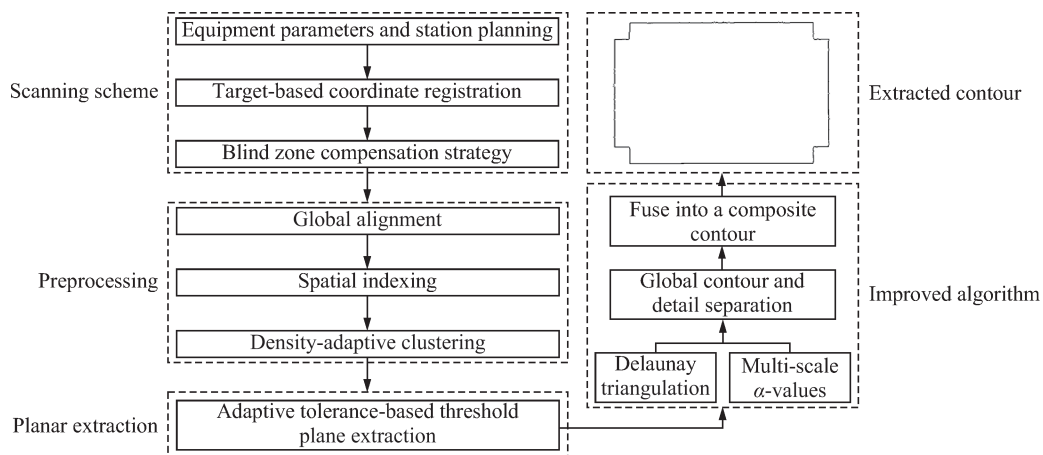 Scanning scheme
Equipment parameters and station planning
Target-based coordinate registration
Blind zone compensation strategy
Preprocessing
Global alignment
Spatial indexing
Density-adaptive clustering
Planar extraction
Adaptive tolerance-based threshold
plane extraction
Extracted contour
Fuse into a composite
contour
Global contour and
detail separation
Improved algorithm
Delaunay
triangulation
Multi-scale
α-values